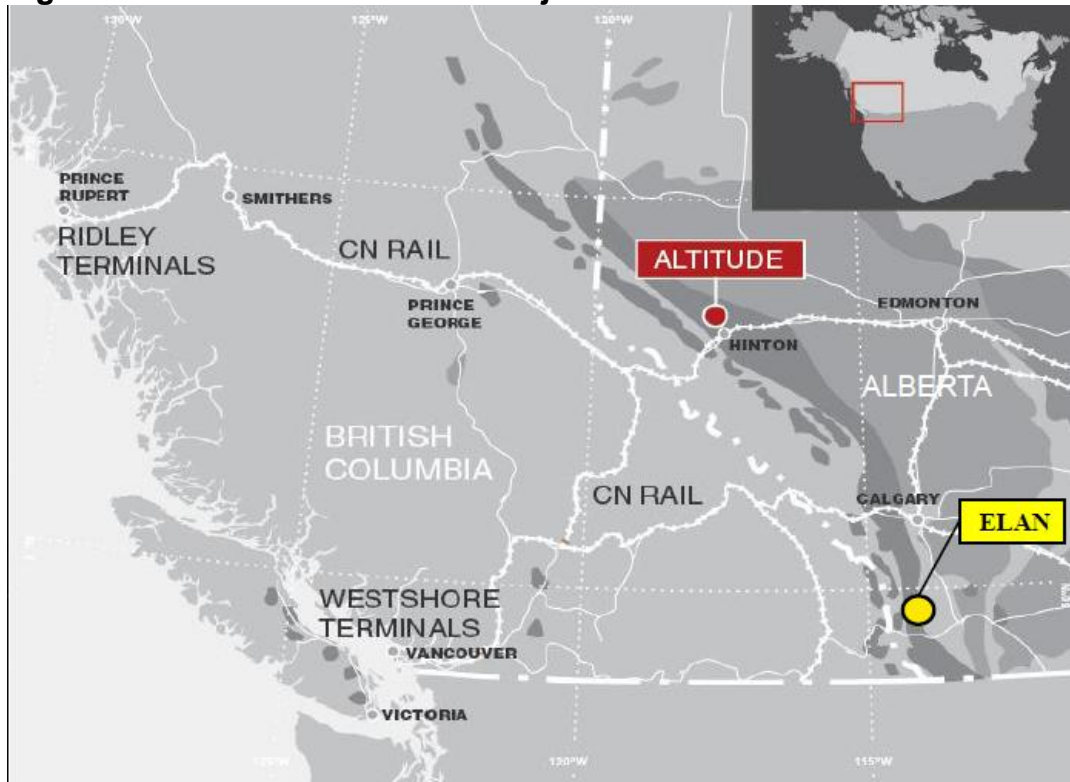 130°W
125°W
120°W
PRINCE
RUPERT
SMITHERS
RIDLEY
TERMINALS
CN RAIL
PRINCE
GEORGE
ALTITUDE
EDMONTON
HINTON
ALBERTA
BRITISH
COLUMBIA
CN RAIL
CALGARY
ELAN
WESTSHORE
TERMINALS
VANCOUVER
VICTORIA
120°W
115°W